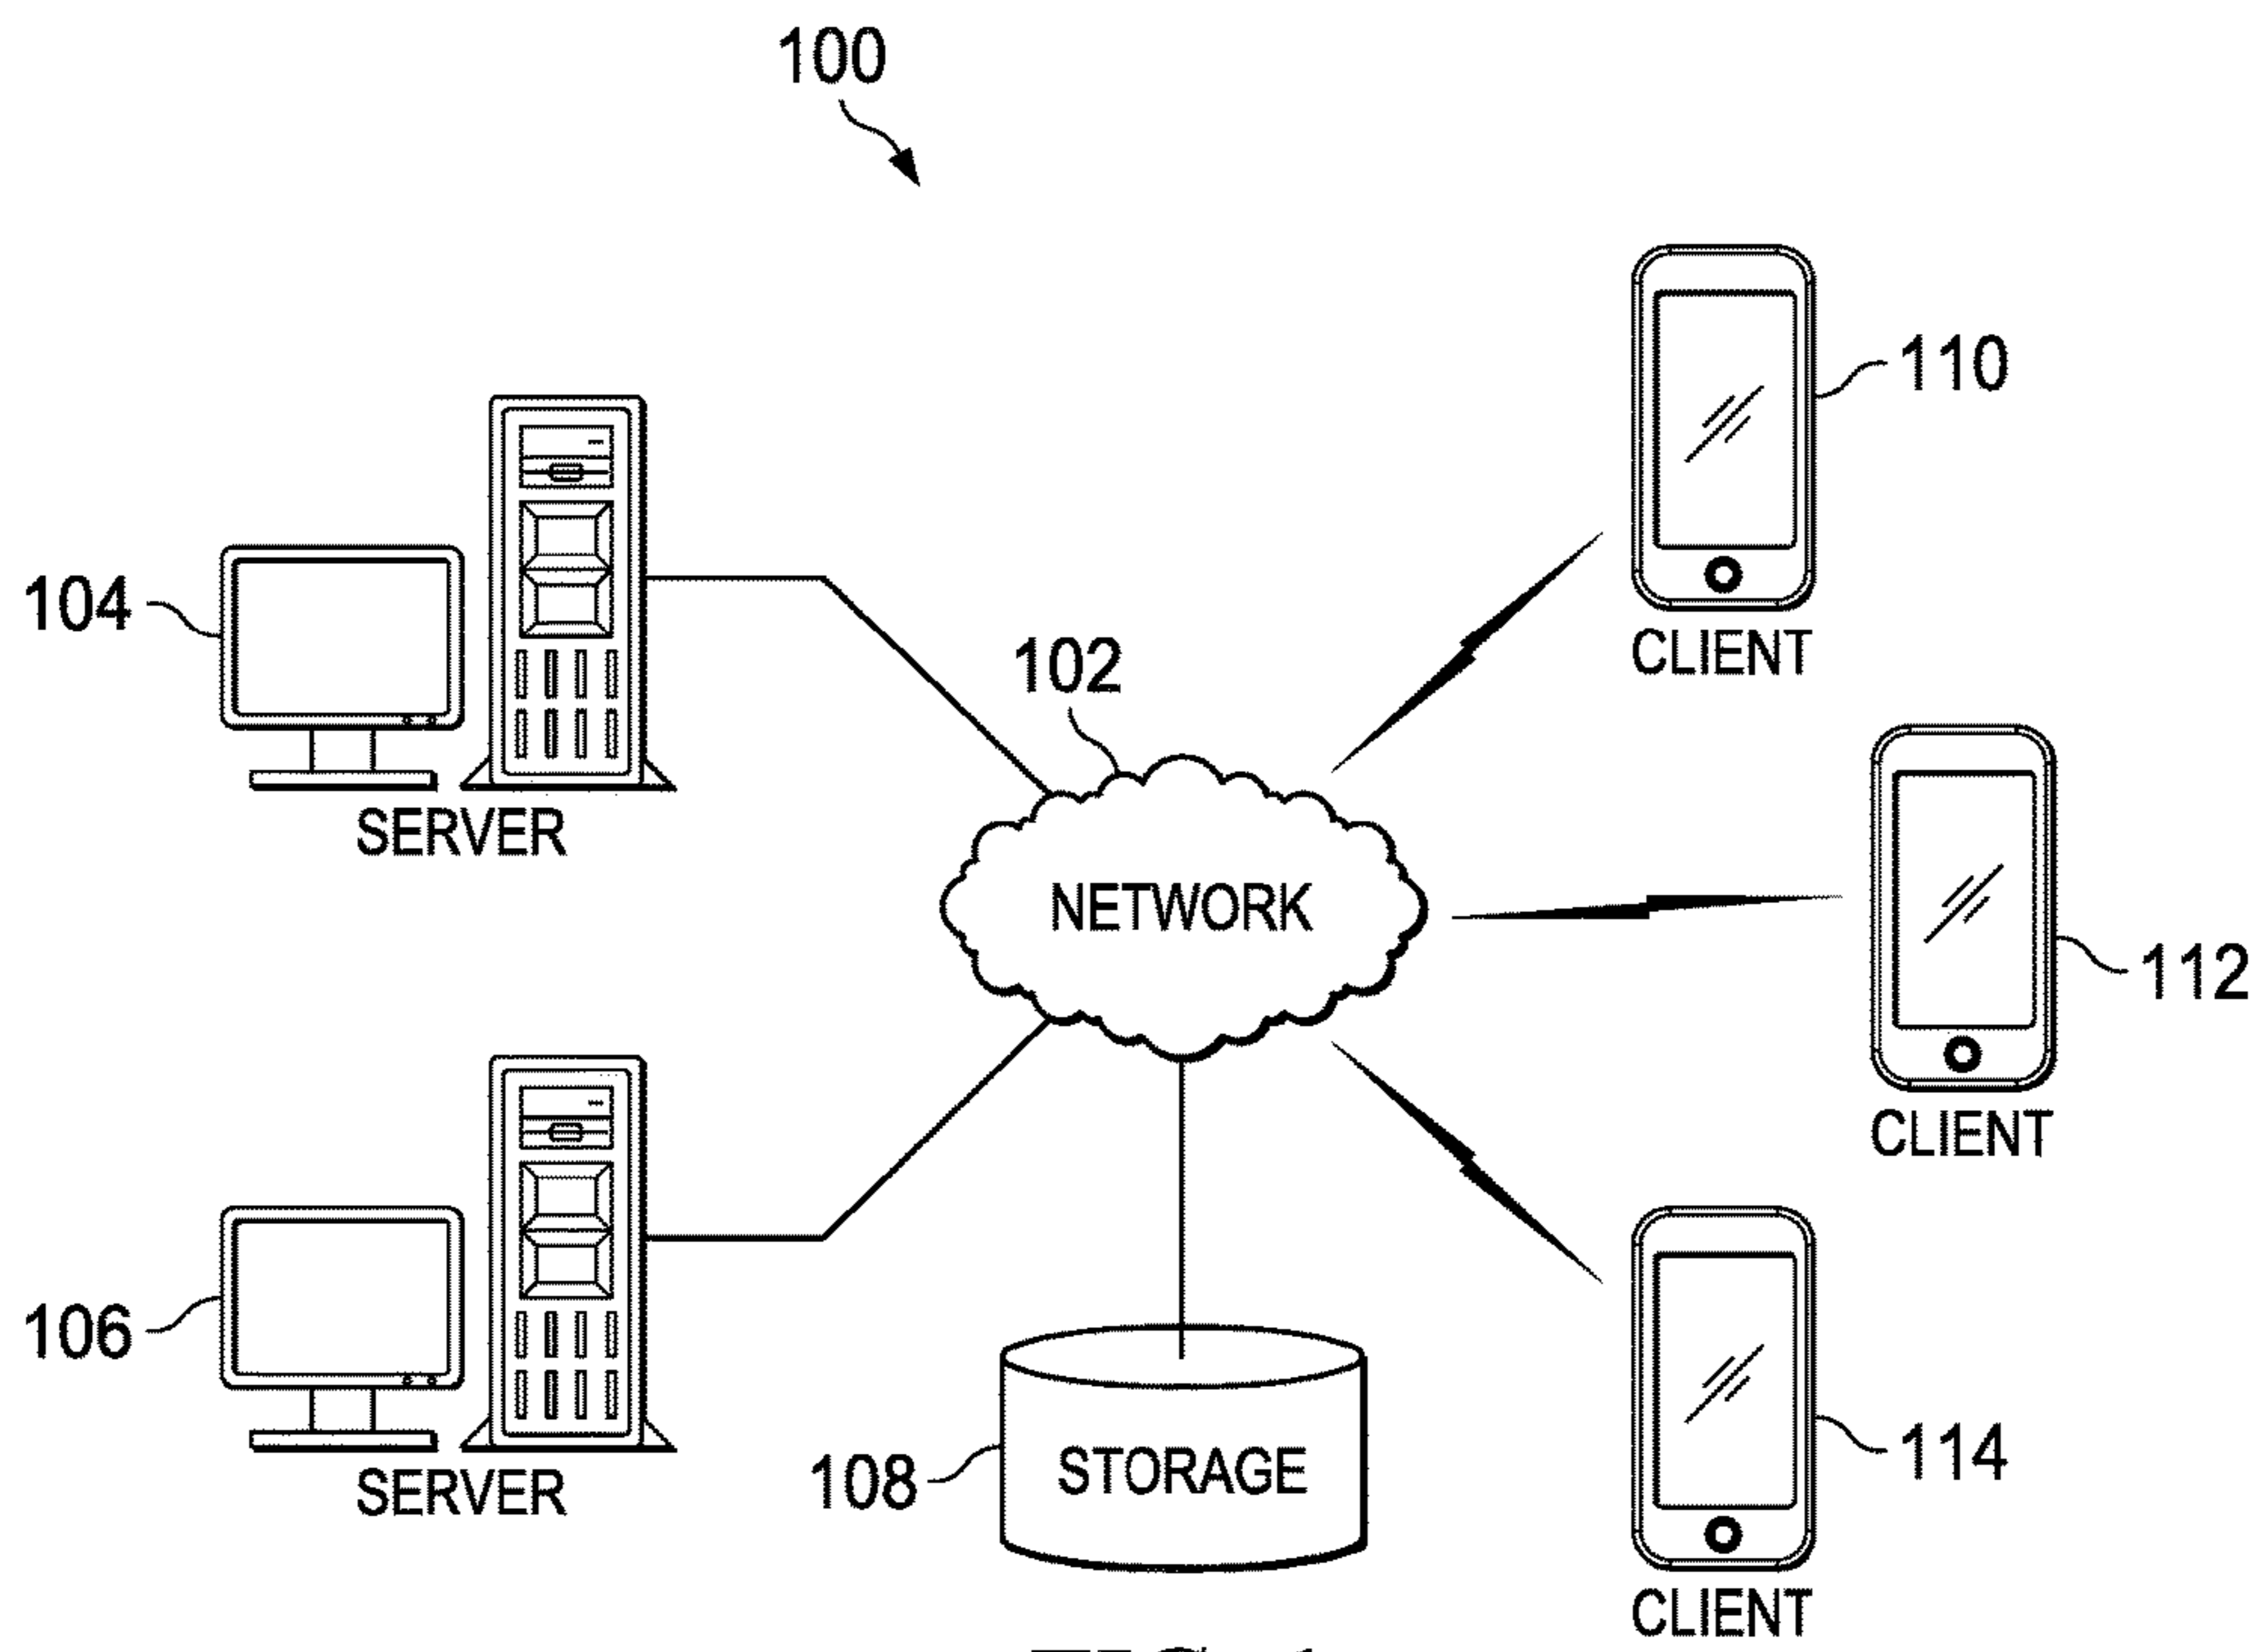 100
110
CLIENT
104
SERVER
102
NETWORK
112
CLIENT
106
SERVER
108
STORAGE
114
CLIENT